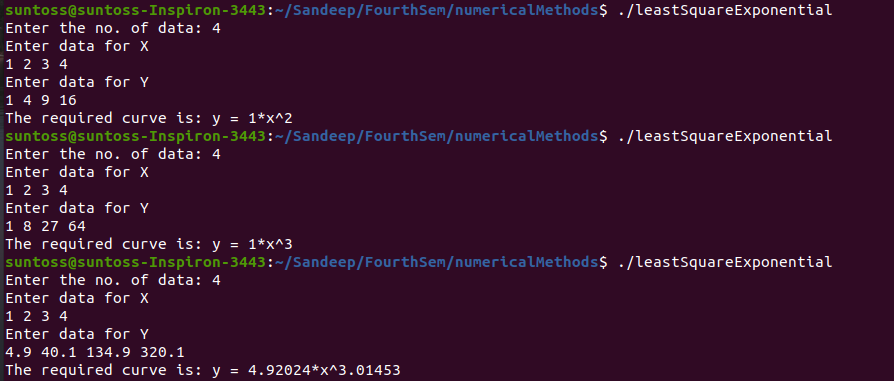 suntoss@suntoss-Inspiron-3443:~/Sandeep/FourthSem/numericalMethods$ ./leastSquareExponential
Enter the no. of data: 4
Enter data for X
1 2 3 4
Enter data for Y
1 4 9 16
The required curve is: y = 1*x^2
suntoss@suntoss-Inspiron-3443:~/Sandeep/FourthSem/numericalMethods$ ./leastSquareExponential
Enter the no. of data: 4
Enter data for X
1 2 3 4
Enter data for Y
1 8 27 64
The required curve is: y = 1*x^3
suntoss@suntoss-Inspiron-3443:~/Sandeep/FourthSem/numericalMethods$ ./leastSquareExponential
Enter the no. of data: 4
Enter data for X
1 2 3 4
Enter data for Y
4.9 40.1 134.9 320.1
The required curve is: y = 4.92024*x^3.01453